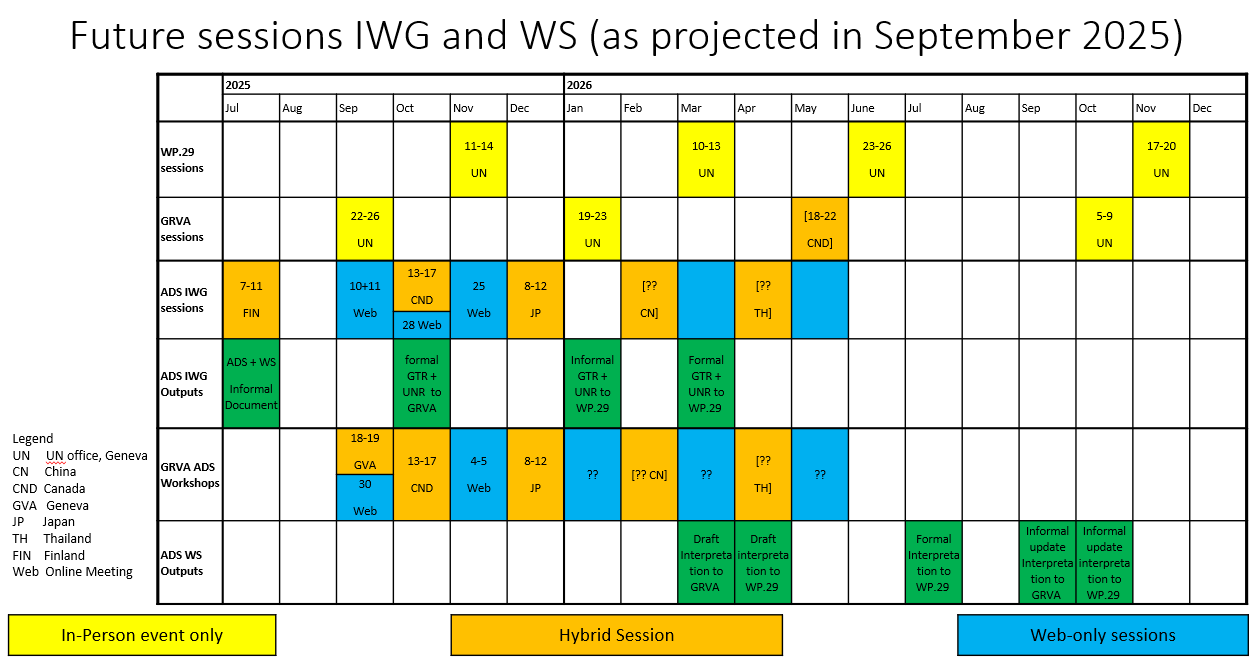 Future sessions IWG and WS (as projected in September 2025)
2025
2026
Jul
Aug
Sep
Oct
Nov
Dec
Jan
Feb
Mar
Apr
May
June
Jul
Aug
Sep
Oct
Nov
Dec
WP.29
sessions
11-14
UN
10-13
UN
23-26
UN
17-20
UN
GRVA
sessions
22-26
UN
19-23
UN
[18-22
CND]
5-9
UN
ADS IWG
sessions
7-11
FIN
10+11
Web
13-17
CND
28 Web
25
Web
8-12
JP
[??
CN]
[??
TH]
ADS IWG
Outputs
ADS + WS
Informal
Document
formal
GTR +
UNR to
GRVA
Informal
GTR +
UNR to
WP.29
Formal
GTR +
UNR to
WP.29
GRVA ADS
Workshops
18-19
GVA
30
Web
13-17
CND
4-5
Web
8-12
JP
??
[?? CN]
??
[??
TH]
??
ADS WS
Outputs
Draft
Interpreta
tion to
GRVA
Draft
interpreta
tion to
WP.29
Formal
Interpreta
tion to
WP.29
Informal
update
Interpreta
tion to
GRVA
Informal
update
interpreta
tion to
WP.29
Legend
UN UN office, Geneva
CN China
CND Canada
GVA Geneva
JP Japan
TH Thailand
FIN Finland
Web Online Meeting
In-Person event only
Hybrid Session
Web-only sessions